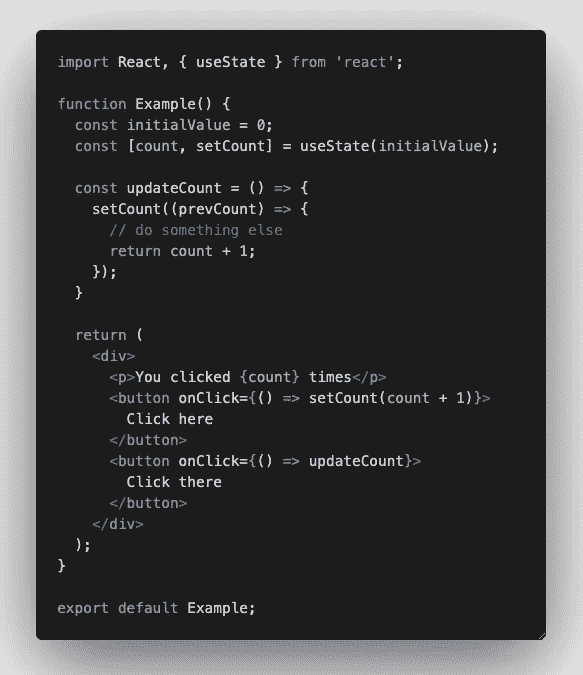 import React, { useState } from 'react';

function Example() {
  const initialValue = 0;
  const [count, setCount] = useState(initialValue);

  const updateCount = () => {
    setCount((prevCount) => {
      // do something else
      return count + 1;
    });
  }

  return (
    <div>
      <p>You clicked {count} times</p>
      <button onClick={() => setCount(count + 1)}>
        Click here
      </button>
      <button onClick={() => updateCount}>
        Click there
      </button>
    </div>
  );
}

export default Example;